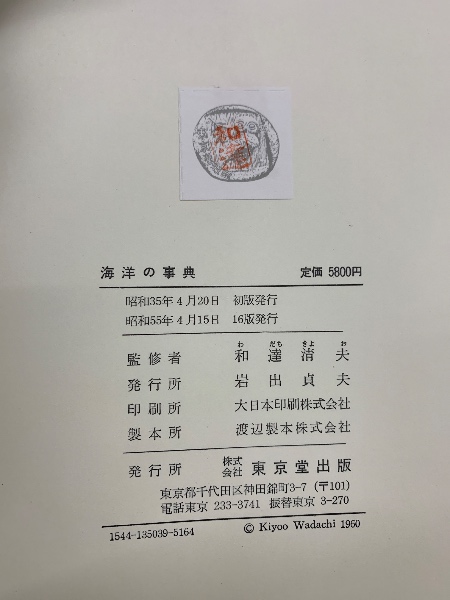 海洋の事典 定価 5800円
昭和35年4月20日 初版発行
昭和55年4月15日 16版発行
わ だち きよ お
監修者 和達清夫
発行所 岩出貞夫
印刷所 大日本印刷株式会社
製本所 渡辺製本株式会社
発行所 株式会社 東京堂出版
東京都千代田区神田錦町3-7 (〒101)
電話東京 233-3741 振替東京 3-270
1544-135039-5164 © Kiyoo Wadachi 1960